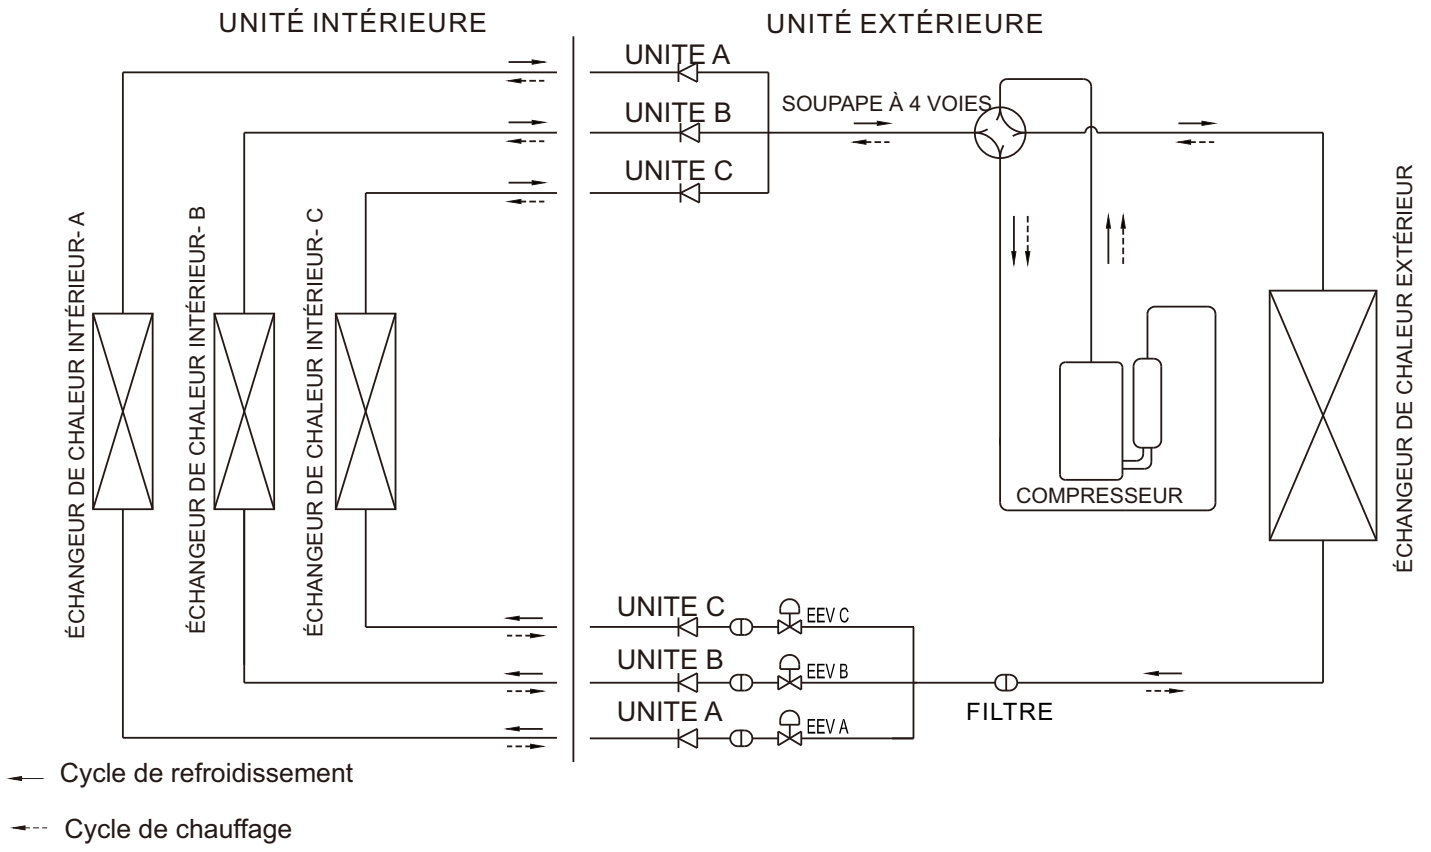 UNITÉ INTÉRIEURE
UNITÉ EXTÉRIEURE
UNITE A
UNITE B
UNITE C
SOUPAPE À 4 VOIES
ÉCHANGEUR DE CHALEUR INTÉRIEUR- A
ÉCHANGEUR DE CHALEUR INTÉRIEUR- B
ÉCHANGEUR DE CHALEUR INTÉRIEUR- C
COMPRESSEUR
ÉCHANGEUR DE CHALEUR EXTÉRIEUR
UNITE C
EEV C
UNITE B
EEV B
UNITE A
EEV A
FILTRE
Cycle de refroidissement
Cycle de chauffage